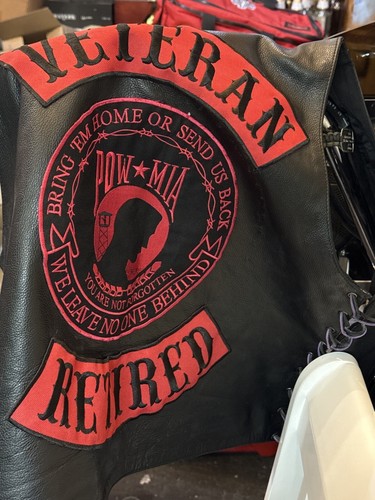 VETERAN
BRING 'EM HOME OR SEND US BACK
POW★MIA
YOU ARE NOT FORGOTTEN
WE LEAVE NO ONE BEHIND
RETIRED